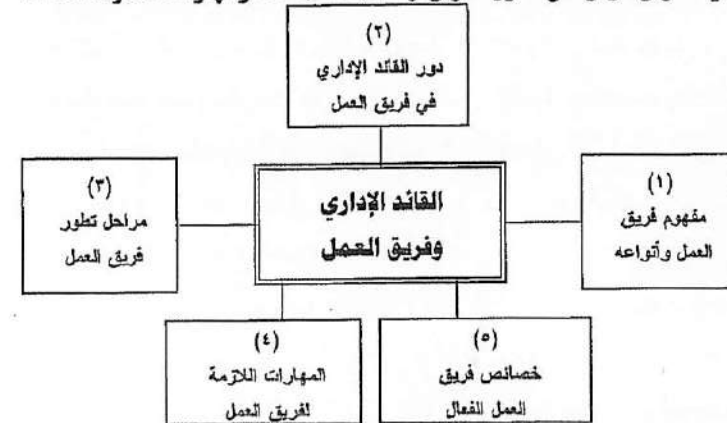 القائد الإداري
وفريق العمل
(١)
مفهوم فريق
العمل وأنواعه
(٢)
دور القائد الإداري
في فريق العمل
(٣)
مراحل تطور
فريق العمل
(٤)
المهارات اللازمة
لفريق العمل
(٥)
خصائص فريق
العمل الفعال